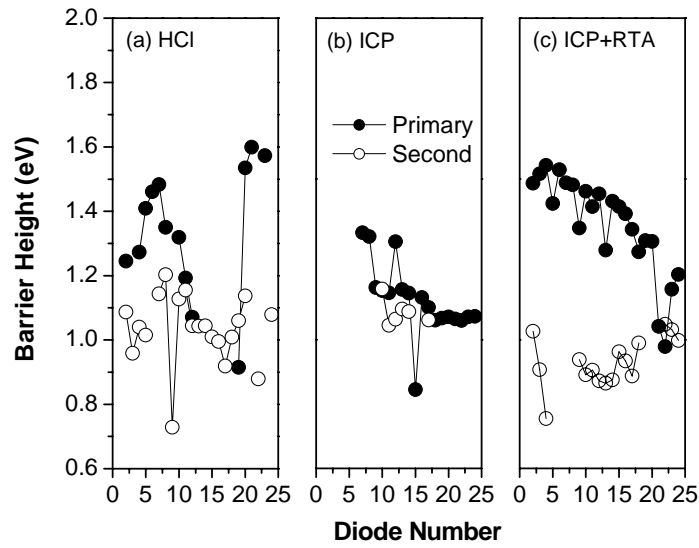 2.0
1.8
1.6
1.4
1.2
1.0
0.8
0.6
Barrier Height (eV)
(a) HCl
(b) ICP
(c) ICP+RTA
Primary
Second
0 5 10 15 20 25
0 5 10 15 20 25
0 5 10 15 20 25
Diode Number